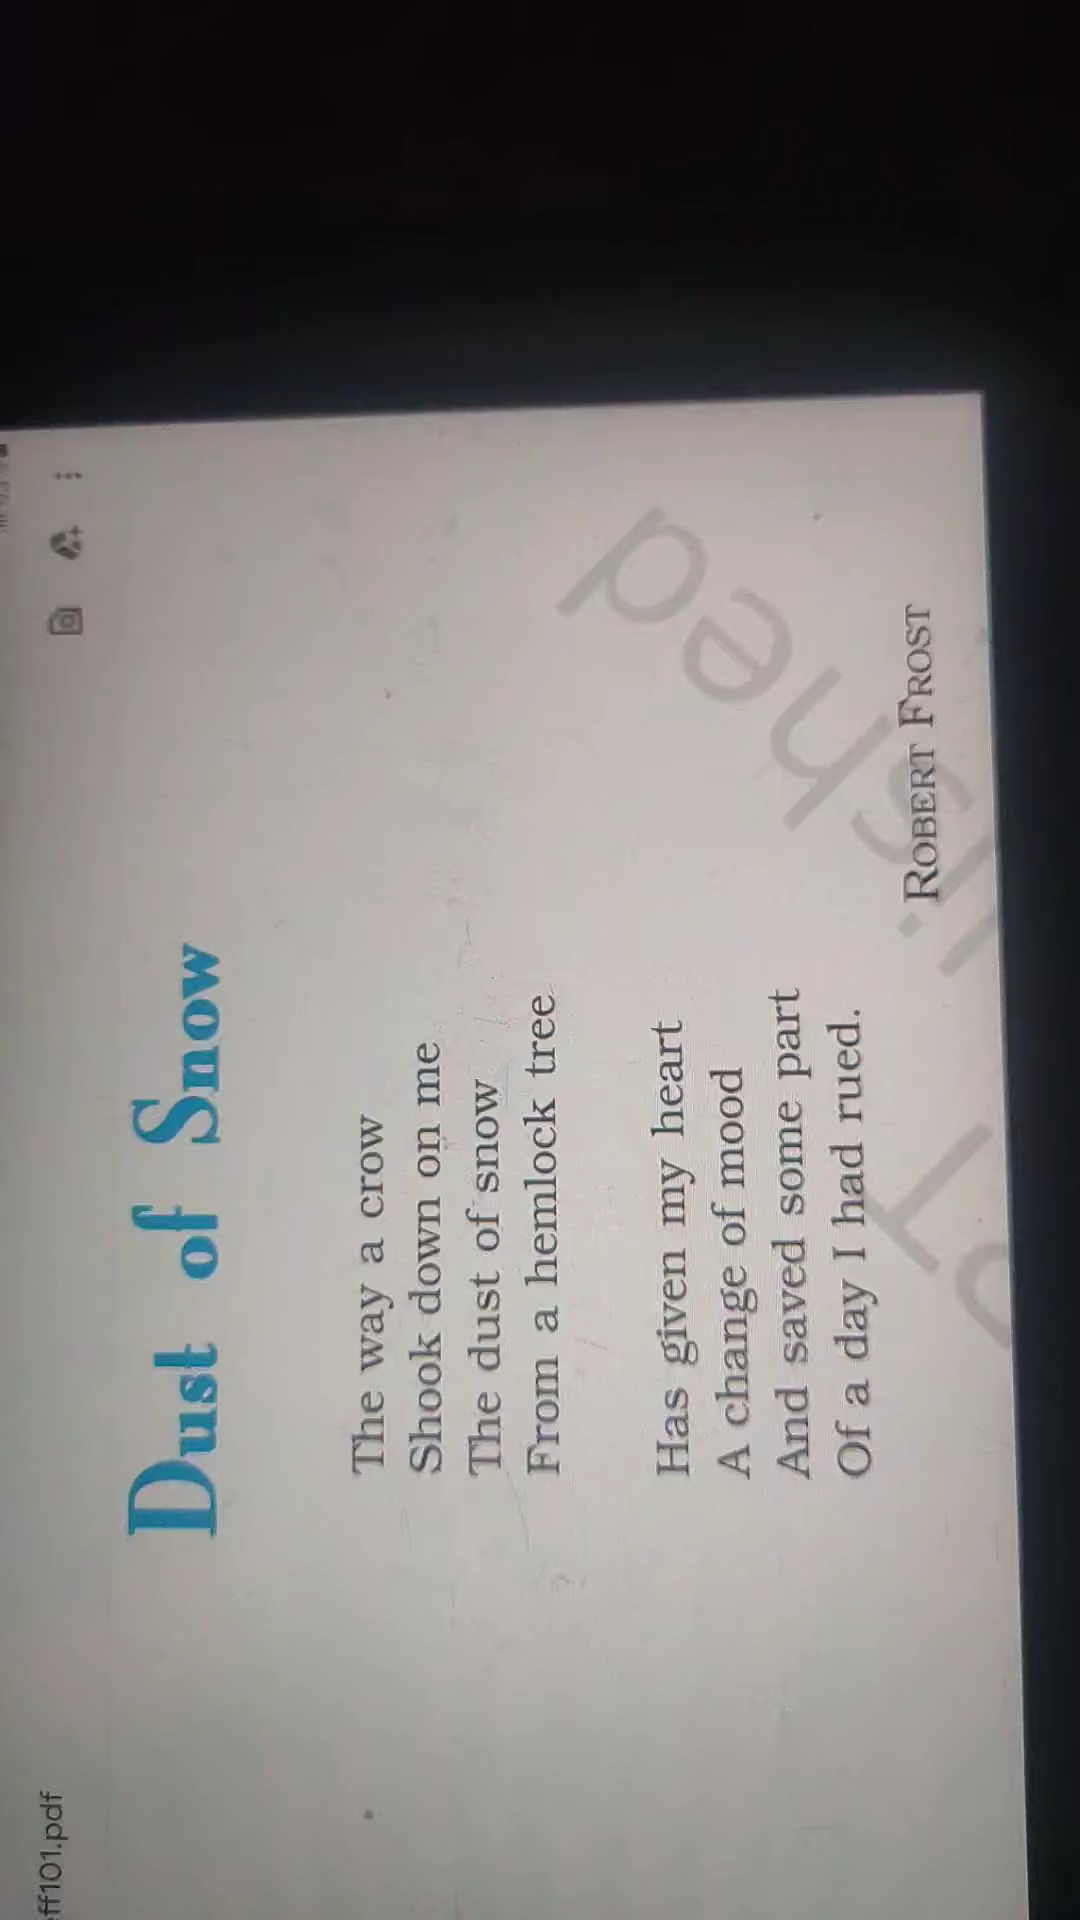 ff101.pdf
Dust of Snow
The way a crow
Shook down on me
The dust of snow
From a hemlock tree
Has given my heart
A change of mood
And saved some part
Of a day I had rued.
ROBERT FROST